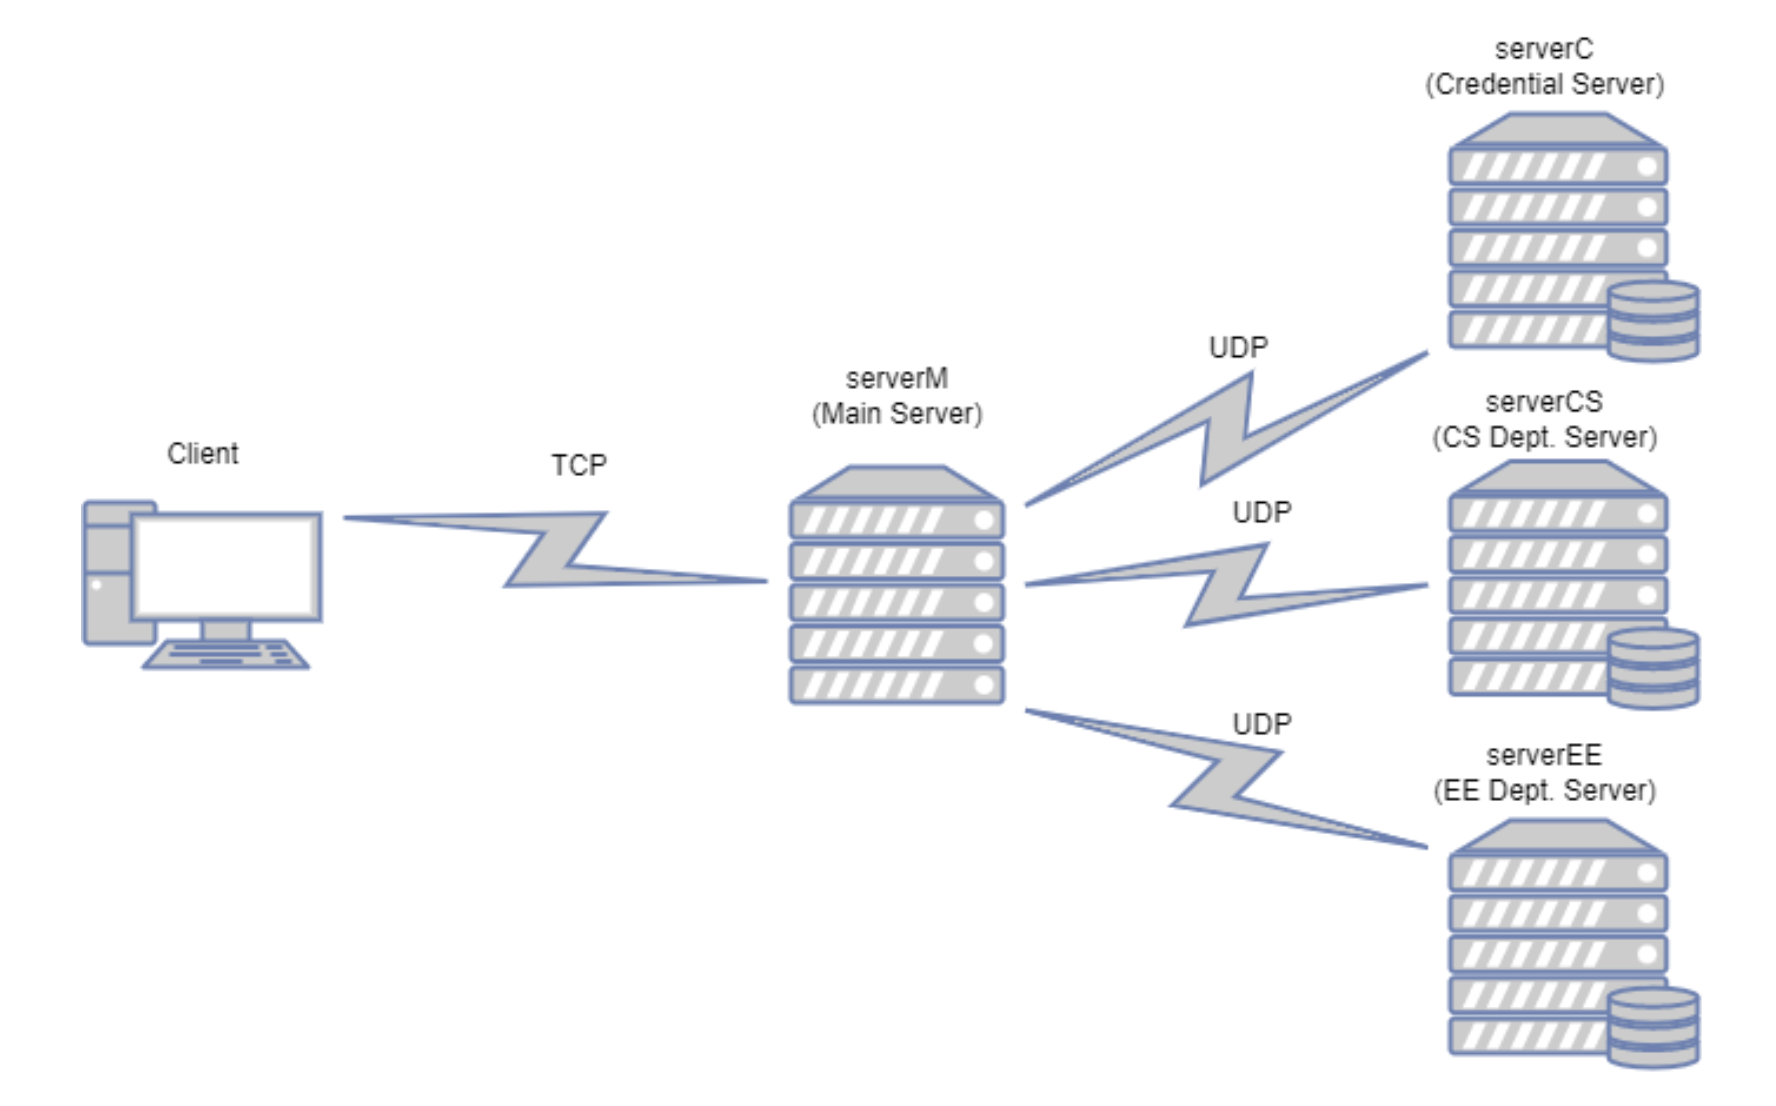 serverC
(Credential Server)
UDP
serverM
(Main Server)
serverCS
(CS Dept. Server)
Client
TCP
UDP
UDP
serverEE
(EE Dept. Server)